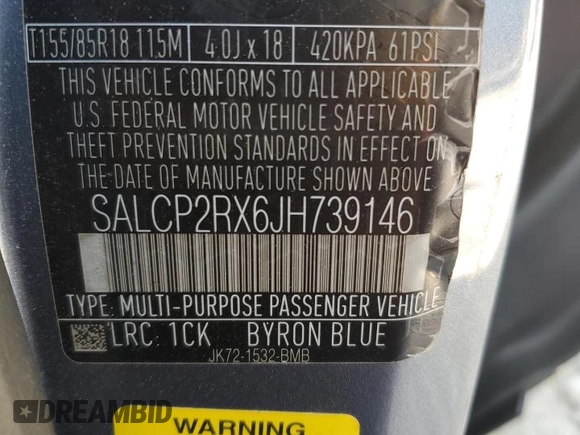 T155/85R18 115M 4.0J x 18 420KPA 61PSI
THIS VEHICLE CONFORMS TO ALL APPLICABLE
U.S. FEDERAL MOTOR VEHICLE SAFETY AND
THEFT PREVENTION STANDARDS IN EFFECT ON
THE DATE OF MANUFACTURE SHOWN ABOVE
SALCP2RX6JH739146
TYPE: MULTI-PURPOSE PASSENGER VEHICLE
LRC: 1CK BYRON BLUE
JK72-1532-BMB
WARNING
DREAMBID